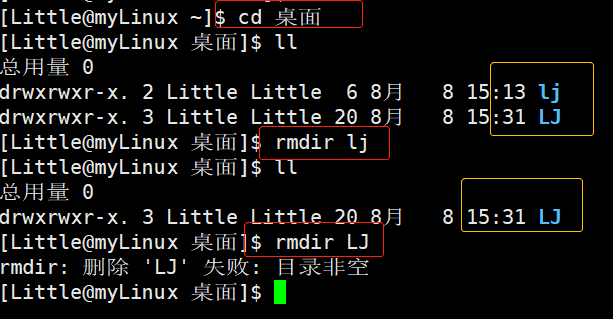 [Little@myLinux ~]$ cd 桌面
[Little@myLinux 桌面]$ ll
总用量 0
drwxrwxr-x. 2 Little Little  6 8月   8 15:13 lj
drwxrwxr-x. 3 Little Little 20 8月   8 15:31 LJ
[Little@myLinux 桌面]$ rmdir lj
[Little@myLinux 桌面]$ ll
总用量 0
drwxrwxr-x. 3 Little Little 20 8月   8 15:31 LJ
[Little@myLinux 桌面]$ rmdir LJ
rmdir: 删除 'LJ' 失败: 目录非空
[Little@myLinux 桌面]$